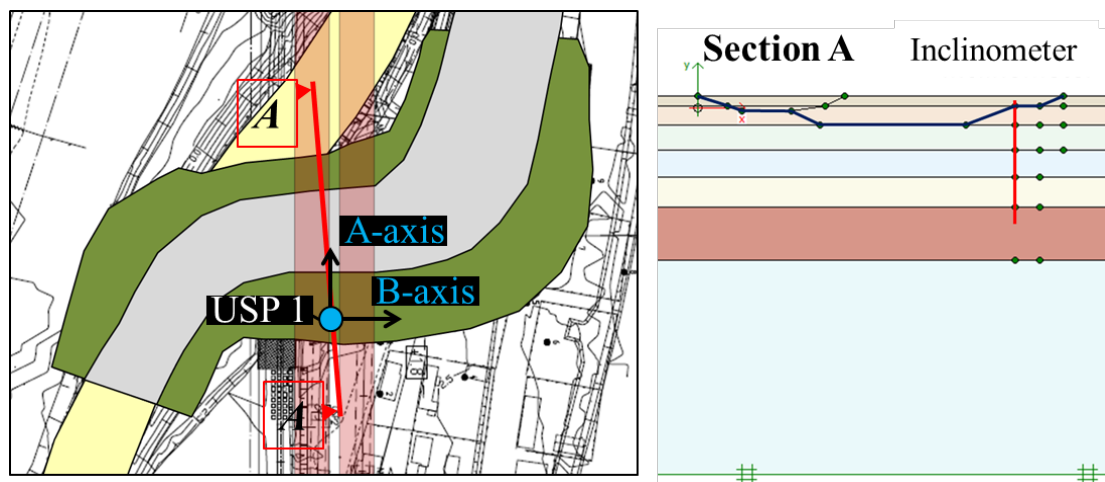 A
A-axis
B-axis
USP 1
A
Section A
Inclinometer
y
x